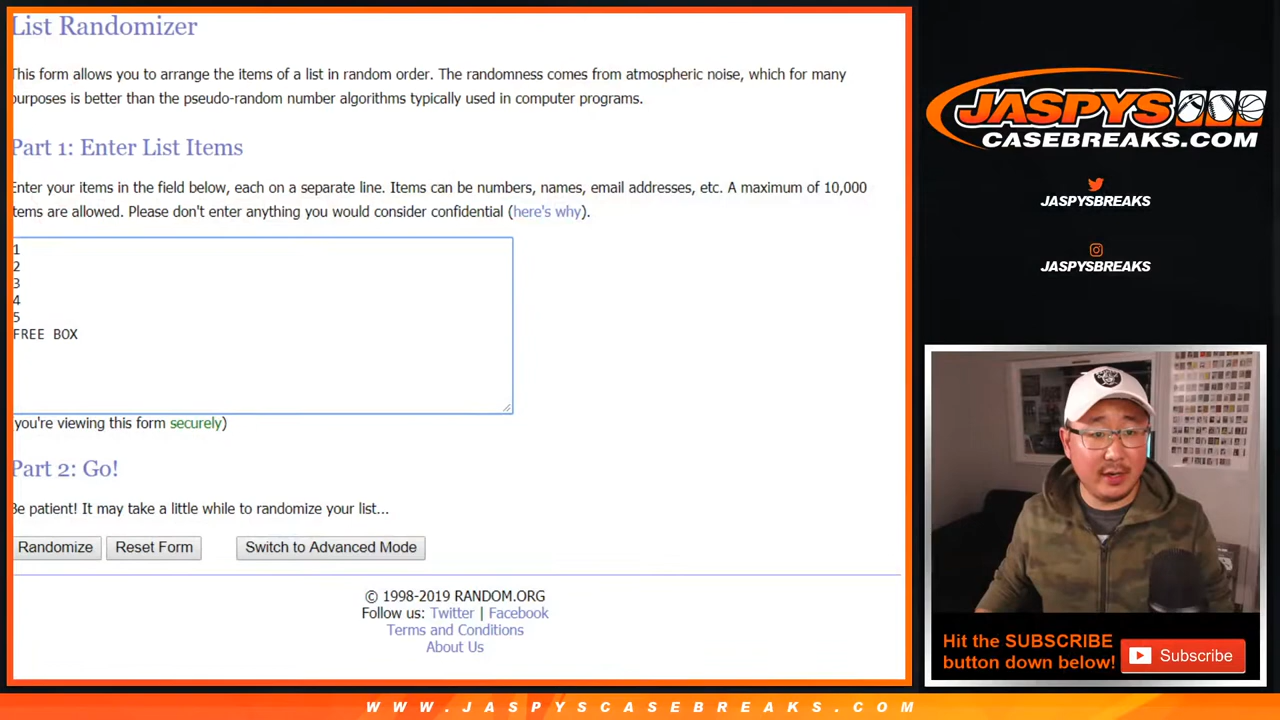 List Randomizer
This form allows you to arrange the items of a list in random order. The randomness comes from atmospheric noise, which for many
purposes is better than the pseudo-random number algorithms typically used in computer programs.
Part 1: Enter List Items
Enter your items in the field below, each on a separate line. Items can be numbers, names, email addresses, etc. A maximum of 10,000
items are allowed. Please don't enter anything you would consider confidential (here's why).
1
2
3
4
5
FREE BOX
you're viewing this form securely)
Part 2: Go!
Be patient! It may take a little while to randomize your list...
Randomize Reset Form Switch to Advanced Mode
© 1998-2019 RANDOM.ORG
Follow us: Twitter | Facebook
Terms and Conditions
About Us
JASPYS
CASEBREAKS.COM
JASPYSBREAKS
JASPYSBREAKS
Hit the SUBSCRIBE
button down below!
Subscribe
WWW.JASPYSCASEBREAKS.COM